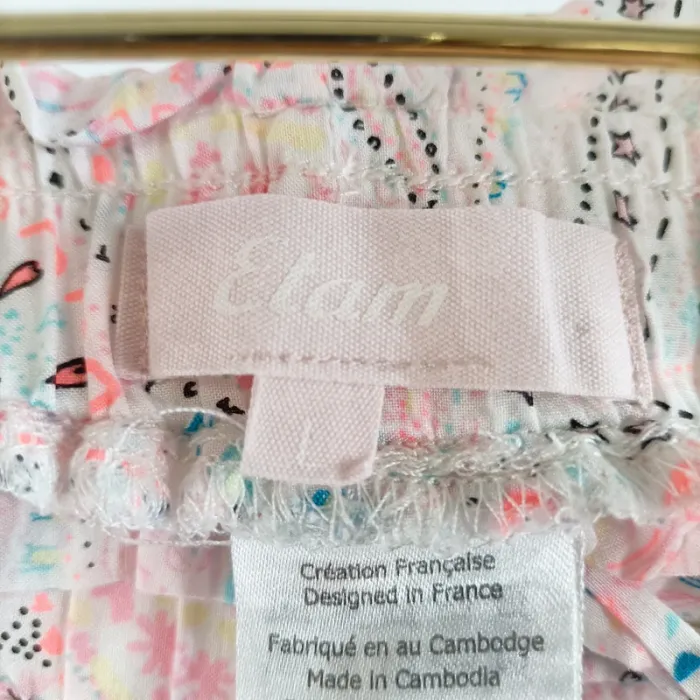 Etam
Création Française
Designed in France
Fabriqué en au Cambodge
Made in Cambodia